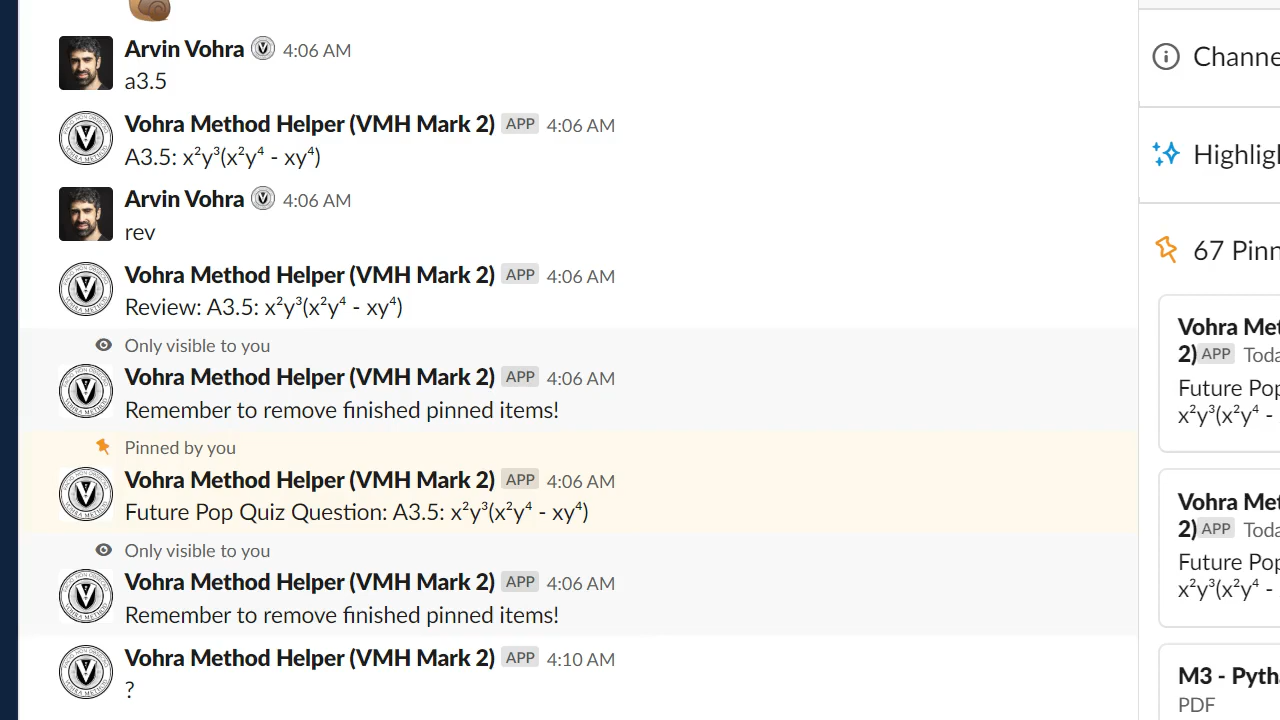 Arvin Vohra 4:06 AM
a3.5
Vohra Method Helper (VMH Mark 2) APP 4:06 AM
A3.5: x²y³(x²y⁴ - xy⁴)
Arvin Vohra 4:06 AM
rev
Vohra Method Helper (VMH Mark 2) APP 4:06 AM
Review: A3.5: x²y³(x²y⁴ - xy⁴)
Only visible to you
Vohra Method Helper (VMH Mark 2) APP 4:06 AM
Remember to remove finished pinned items!
Pinned by you
Vohra Method Helper (VMH Mark 2) APP 4:06 AM
Future Pop Quiz Question: A3.5: x²y³(x²y⁴ - xy⁴)
Only visible to you
Vohra Method Helper (VMH Mark 2) APP 4:06 AM
Remember to remove finished pinned items!
Vohra Method Helper (VMH Mark 2) APP 4:10 AM
?
Channe
Highlig
67 Pinn
Vohra Met
2) APP Toda
Future Pop
x²y³(x²y⁴ -
Vohra Met
2) APP Toda
Future Pop
x²y³(x²y⁴ -
M3 - Pytha
PDF